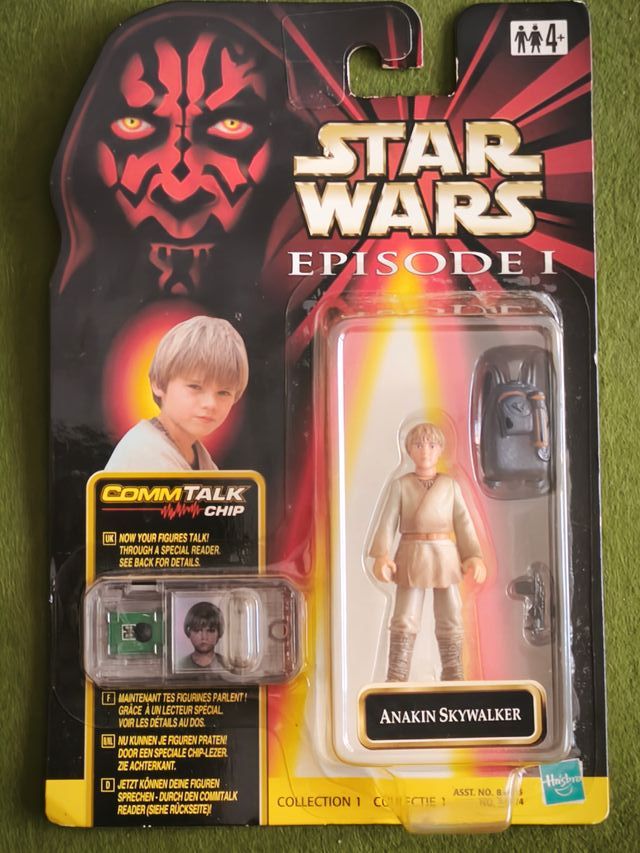 4+
STAR
WARS
EPISODE I
COMMTALK
CHIP
UK NOW YOUR FIGURES TALK!
THROUGH A SPECIAL READER.
SEE BACK FOR DETAILS.
F MAINTENANT TES FIGURINES PARLENT!
GRÂCE À UN LECTEUR SPÉCIAL.
VOIR LES DÉTAILS AU DOS.
B/NL NU KUNNEN JE FIGUREN PRATEN!
DOOR EEN SPECIALE CHIP-LEZER.
ZIE ACHTERKANT.
D JETZT KÖNNEN DEINE FIGUREN
SPRECHEN - DURCH DEN COMMTALK
READER (SIEHE RÜCKSEITE)!
ANAKIN SKYWALKER
COLLECTION 1 COLLECTIE 1
ASST. NO.
NO.
Hasbro